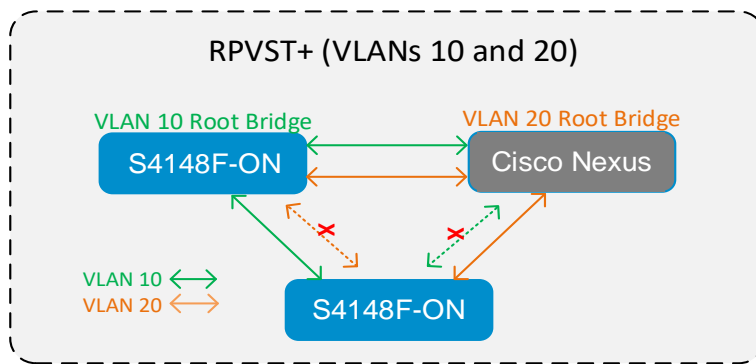 RPVST+ (VLANs 10 and 20)
VLAN 10 Root Bridge
VLAN 20 Root Bridge
S4148F-ON
Cisco Nexus
X
X
VLAN 10
VLAN 20
S4148F-ON